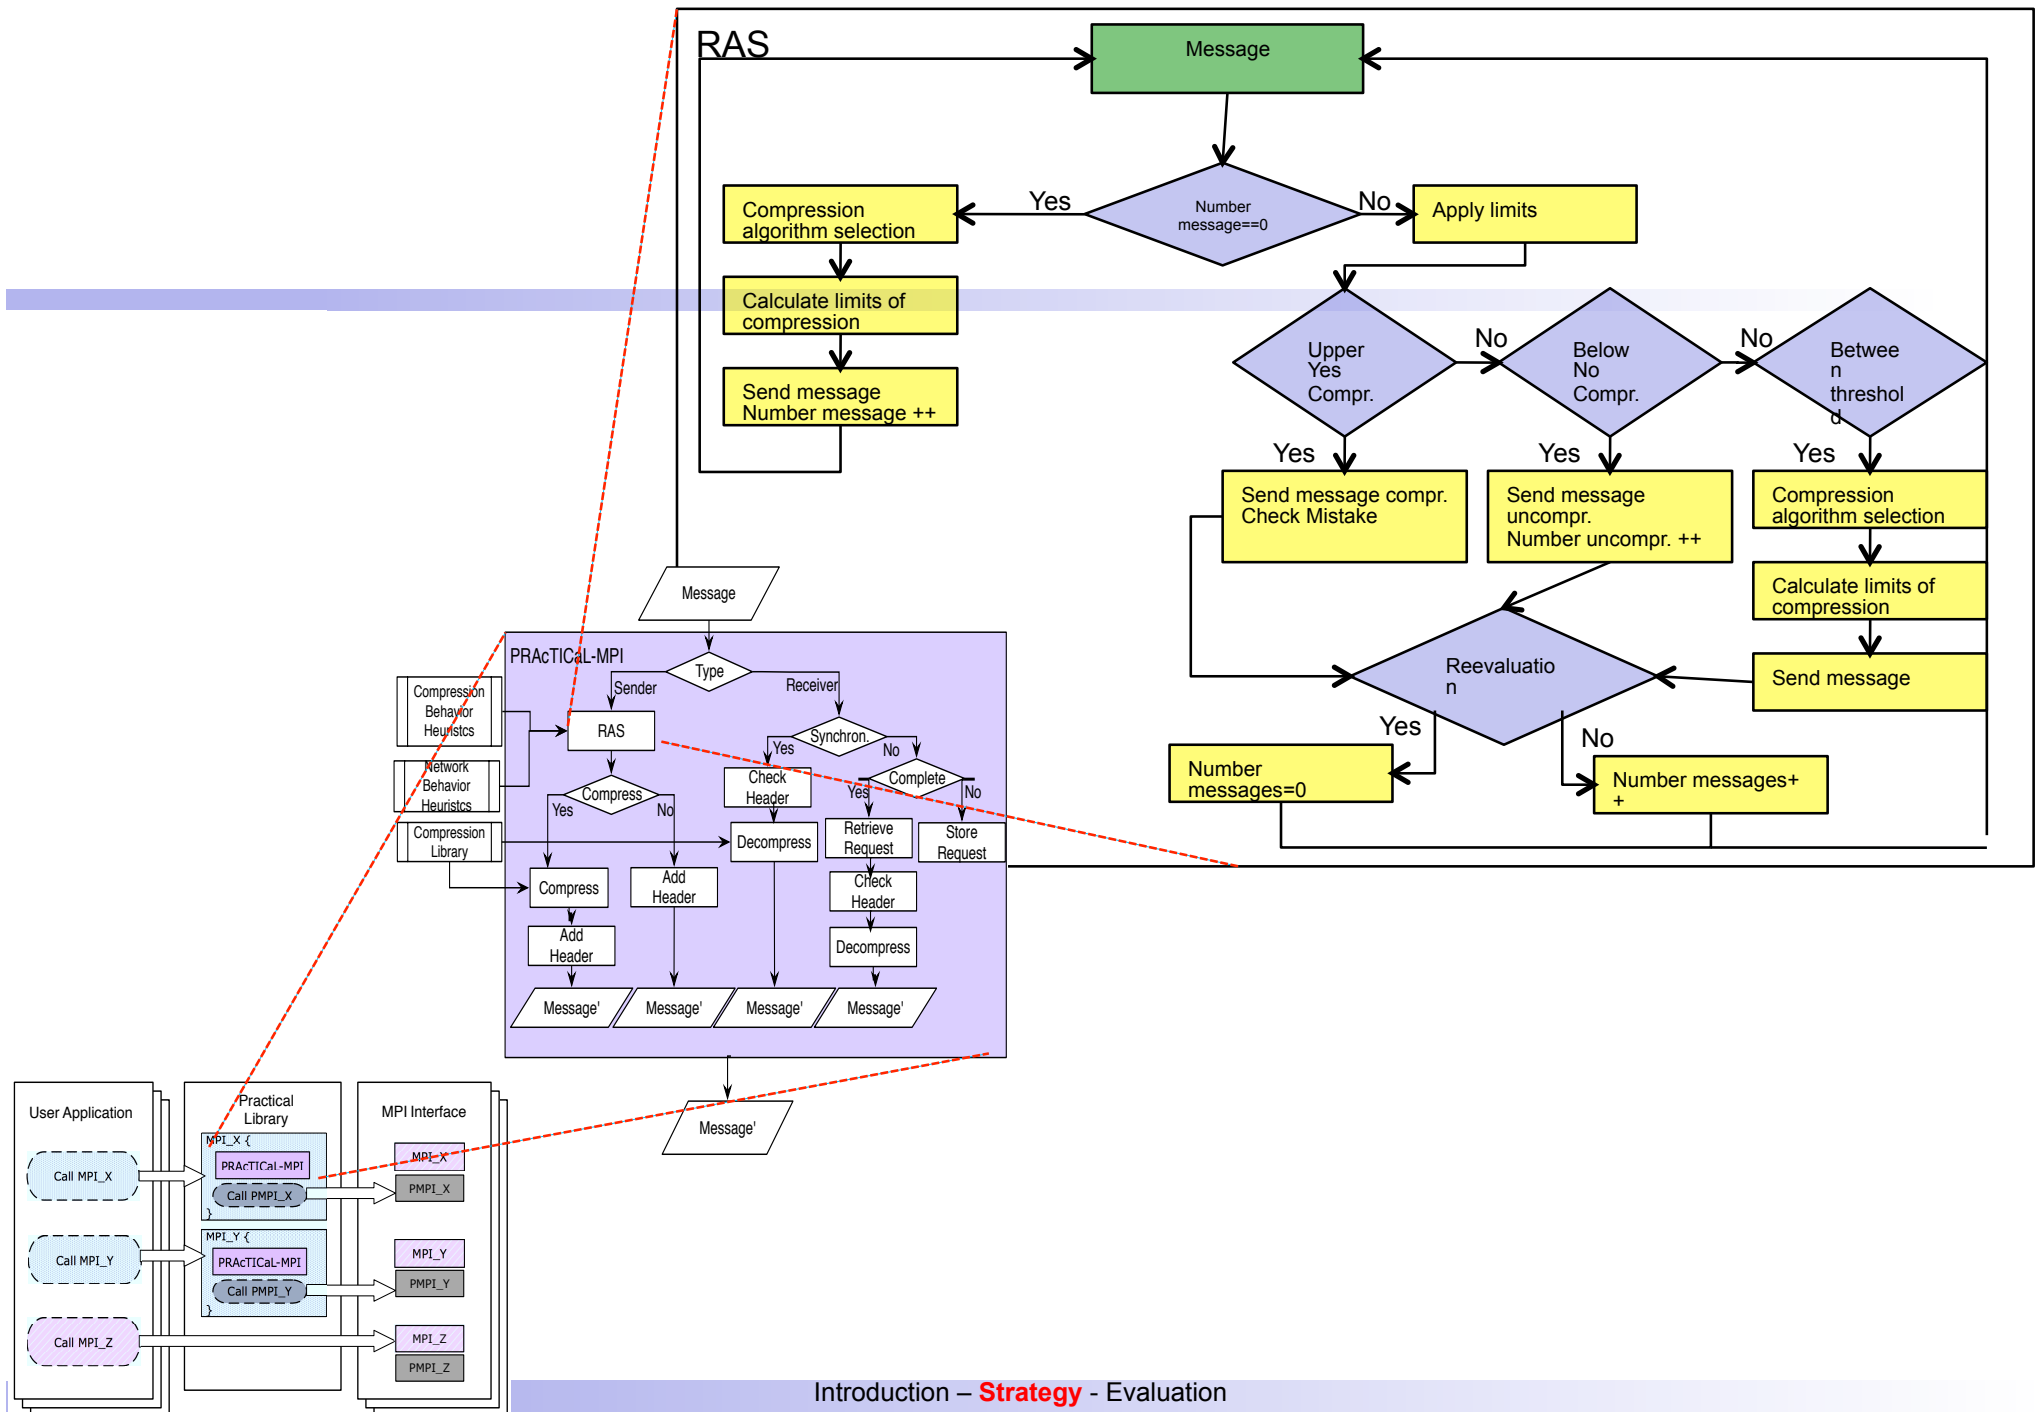 RAS
Message
Number
message==0
Yes
No
Compression
algorithm selection
Apply limits
Calculate limits of
compression
Send message
Number message ++
Upper
Yes
Compr.
No
Below
No
Compr.
No
Betwee
n
threshol
d
Yes
Yes
Yes
Send message compr.
Check Mistake
Send message
uncompr.
Number uncompr. ++
Compression
algorithm selection
Calculate limits of
compression
Send message
Reevaluatio
n
Yes
No
Number
messages=0
Number messages+
+
Message
PRAcTICaL-MPI
Type
Sender
Receiver
Compression
Behavior
Heuristcs
Network
Behavior
Heuristcs
Compression
Library
RAS
Synchron.
Yes
No
Compress
Yes
No
Check
Header
Complete
Yes
No
Decompress
Retrieve
Request
Store
Request
Compress
Add
Header
Check
Header
Add
Header
Decompress
Message'
Message'
Message'
Message'
Message'
User Application
Practical
Library
MPI Interface
Call MPI_X
MPI_X {
PRAcTICaL-MPI
Call PMPI_X
}
MPI_X
PMPI_X
Call MPI_Y
MPI_Y {
PRAcTICaL-MPI
Call PMPI_Y
}
MPI_Y
PMPI_Y
Call MPI_Z
MPI_Z
PMPI_Z
Introduction – Strategy - Evaluation